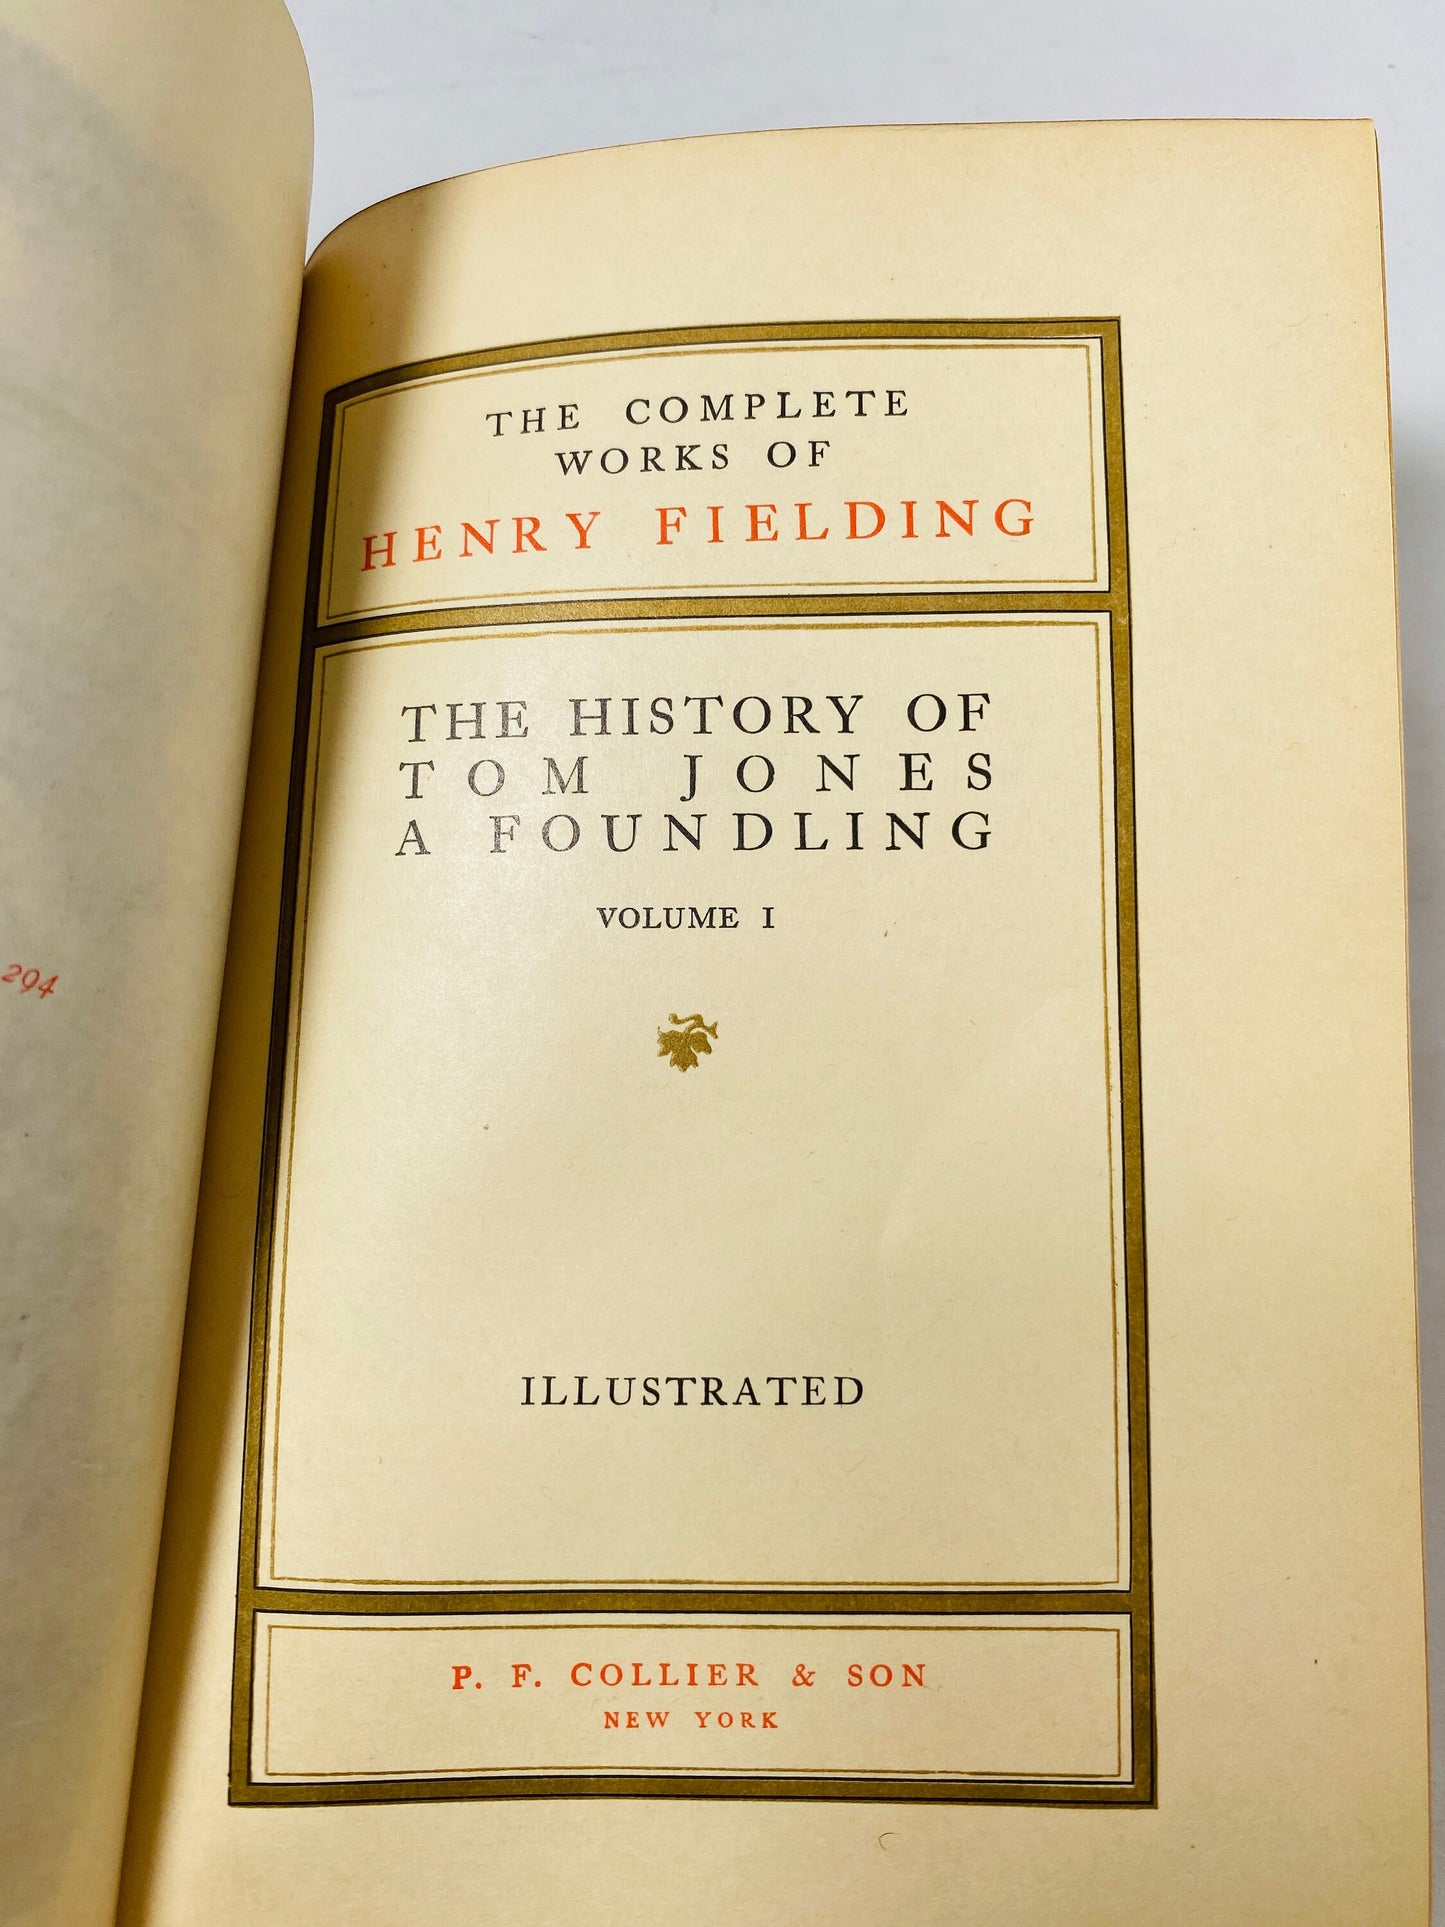 294
THE COMPLETE
WORKS OF
HENRY FIELDING
THE HISTORY OF
TOM JONES
A FOUNDLING
VOLUME I
ILLUSTRATED
P. F. COLLIER & SON
NEW YORK